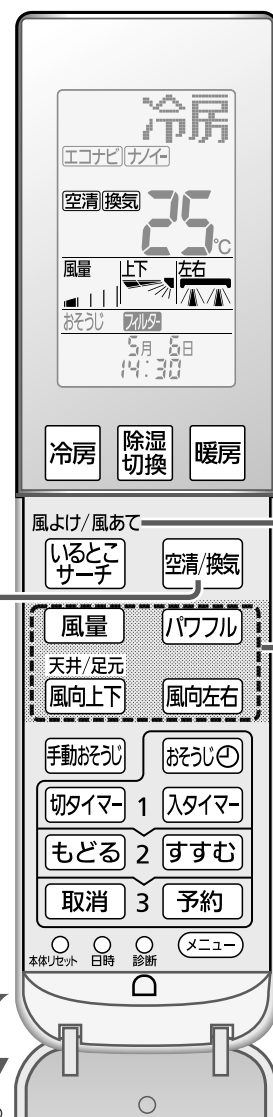 冷房
エコナビ ナノイー
空清 換気 25℃
風量 上下 左右
おそうじ フィルター
5月 6日
14:30
冷房 除湿切換 暖房
風よけ/風あて
いるとこサーチ 空清/換気
風量 パワフル
天井/足元
風向上下 風向左右
手動おそうじ おそうじ
切タイマー 1 入タイマー
もどる 2 すすむ
取消 3 予約
本体リセット 日時 診断 メニュー